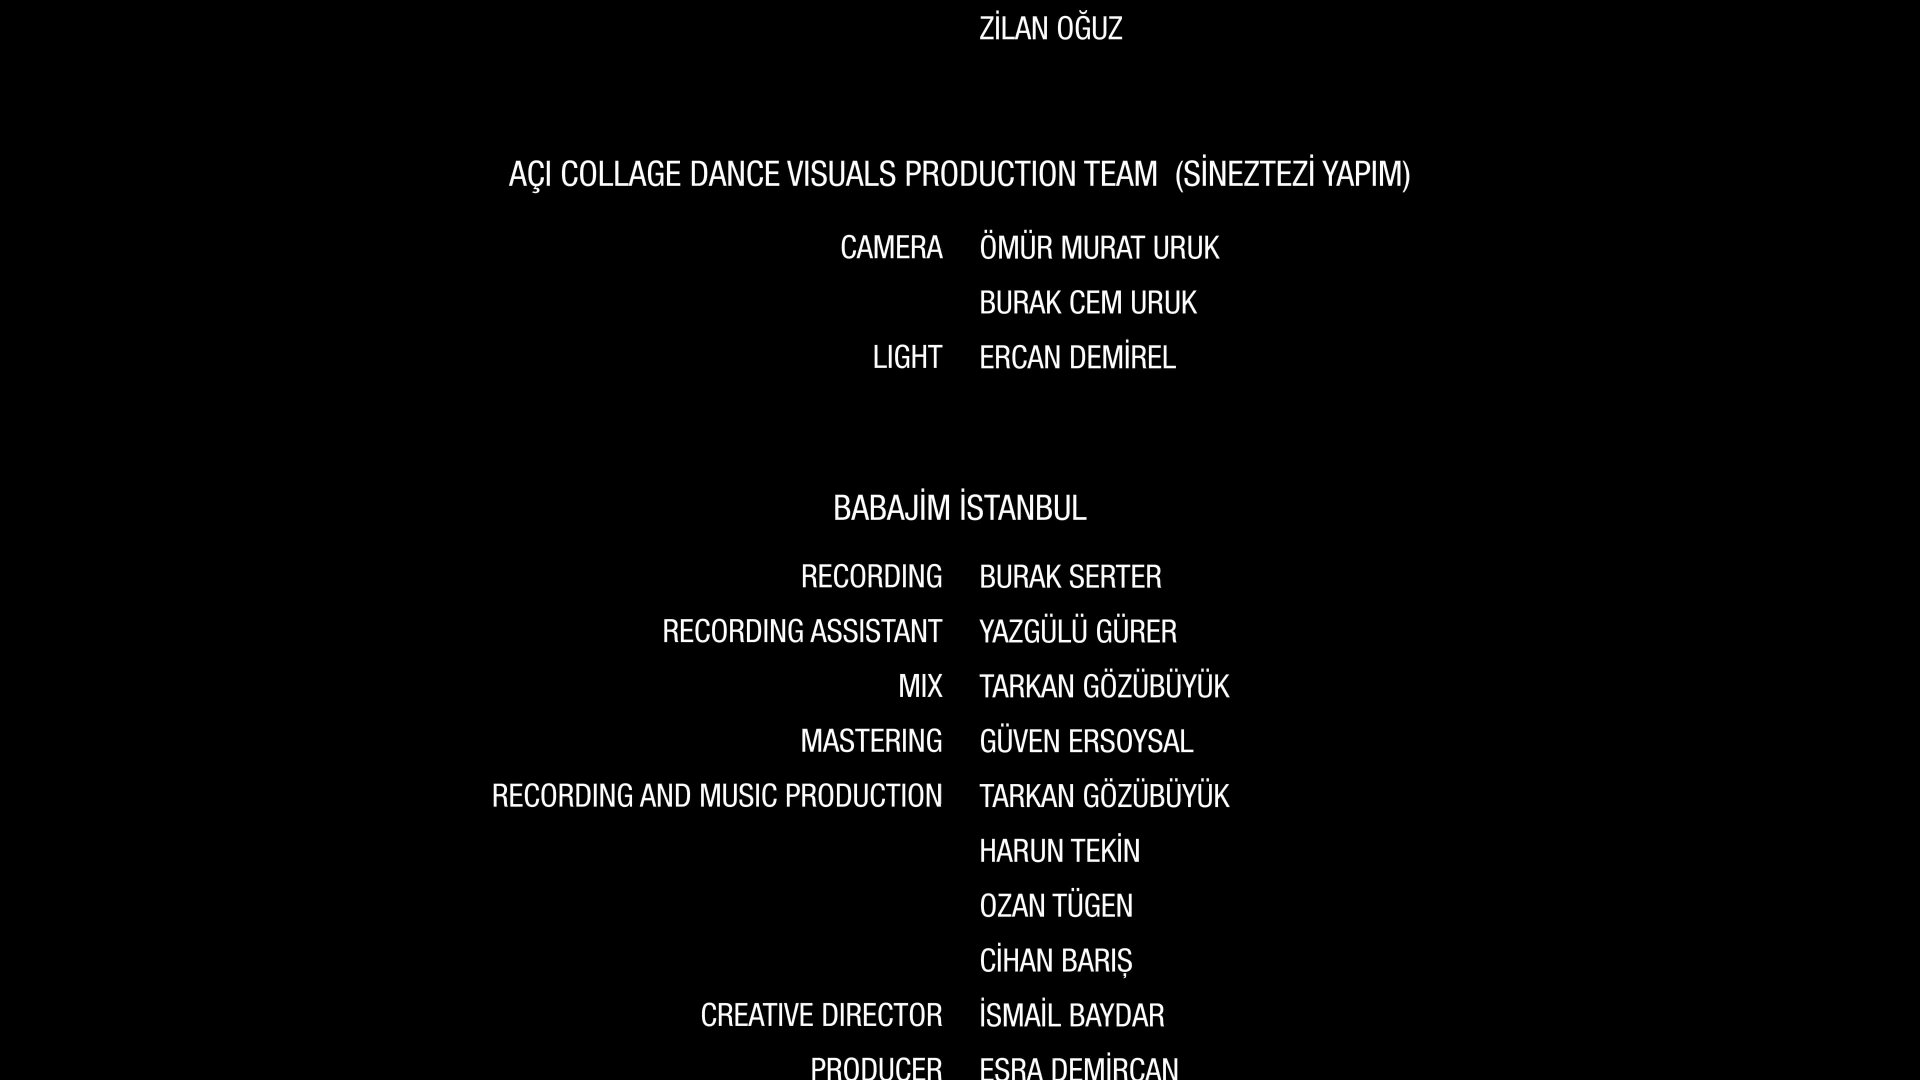 ZİLAN OĞUZ
AÇI COLLAGE DANCE VISUALS PRODUCTION TEAM (SİNEZTEZİ YAPIM)
CAMERA ÖMÜR MURAT URUK
BURAK CEM URUK
LIGHT ERCAN DEMİREL
BABAJİM İSTANBUL
RECORDING BURAK SERTER
RECORDING ASSISTANT YAZGÜLÜ GÜRER
MIX TARKAN GÖZÜBÜYÜK
MASTERING GÜVEN ERSOYSAL
RECORDING AND MUSIC PRODUCTION TARKAN GÖZÜBÜYÜK
HARUN TEKİN
OZAN TÜGEN
CİHAN BARIŞ
CREATIVE DIRECTOR İSMAİL BAYDAR
PRODUCER ESRA DEMİRCAN